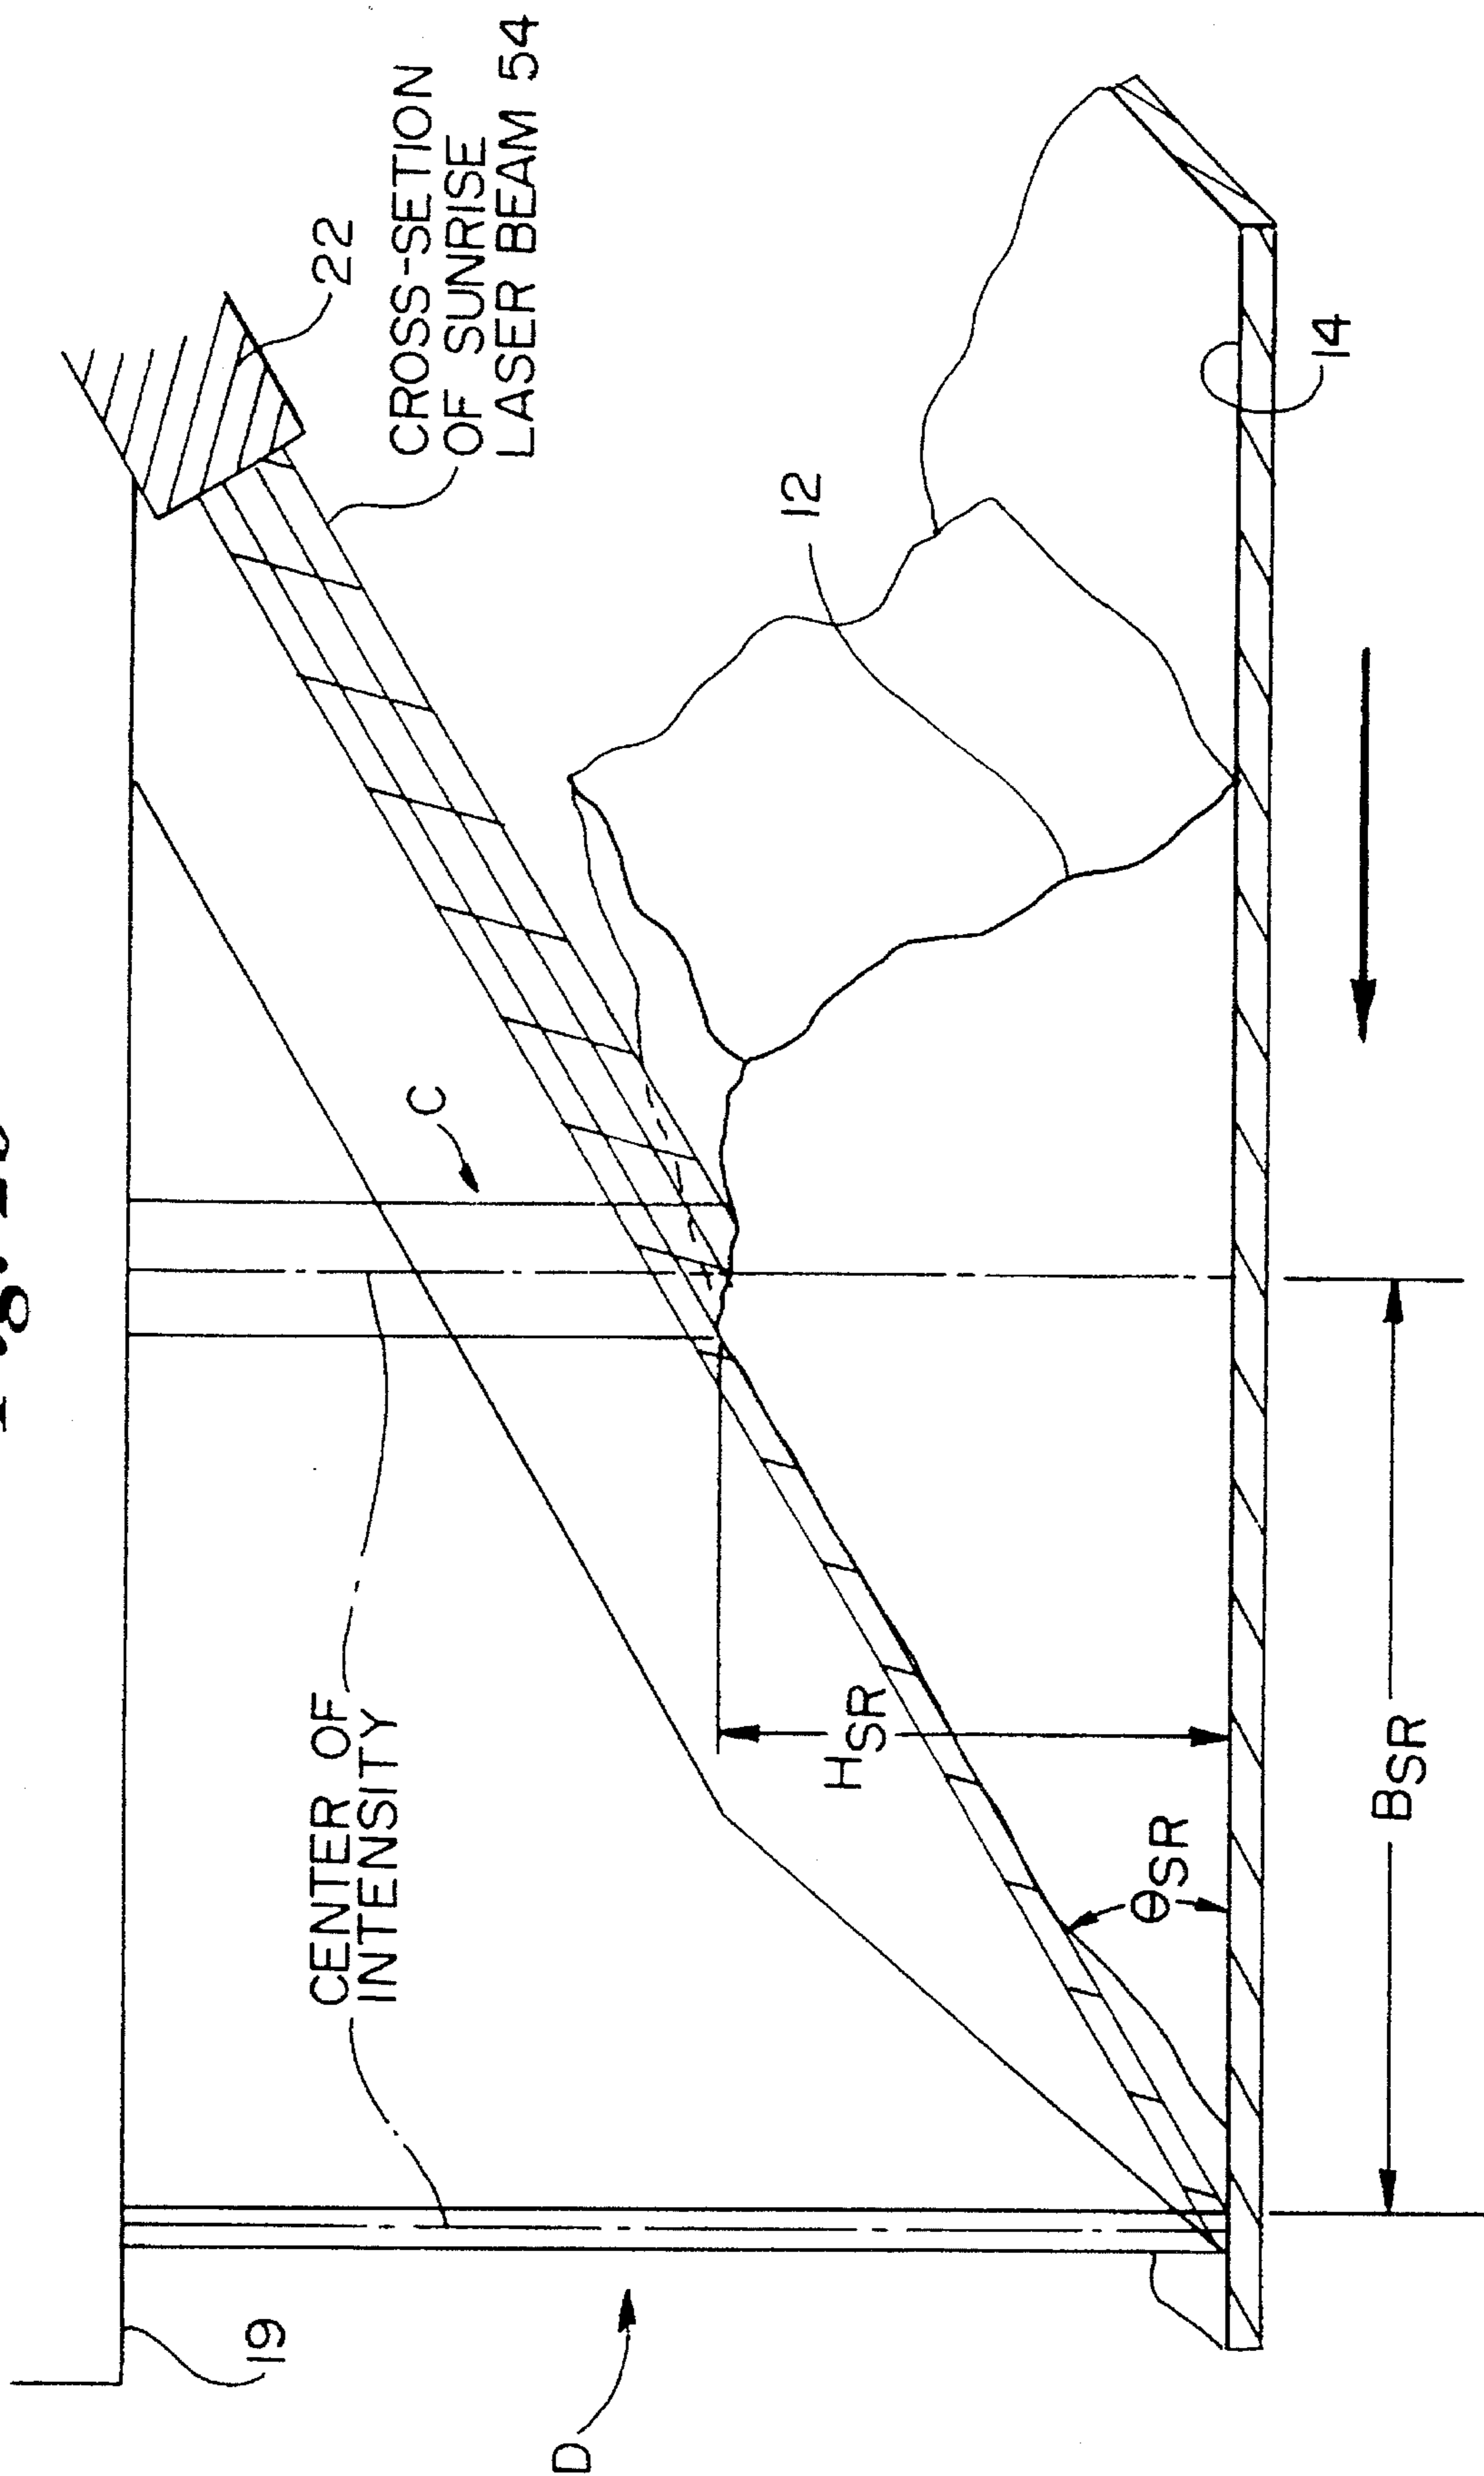 22
CROSS-SETION
OF SUNRISE
LASER BEAM 54
12
14
C
CENTER OF
INTENSITY
HSR
θSR
BSR
19
D